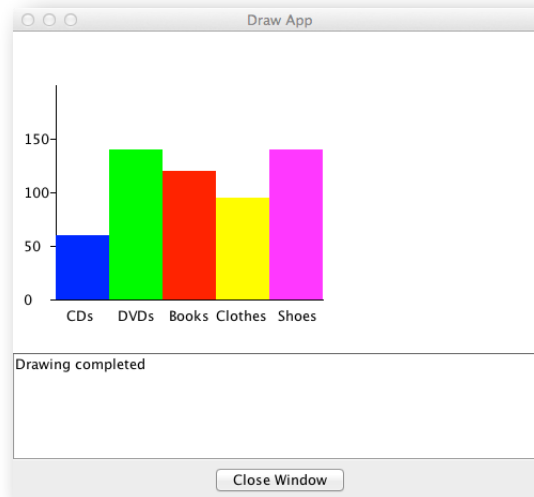 Draw App
150
100
50
0
CDs DVDs Books Clothes Shoes
Drawing completed
Close Window